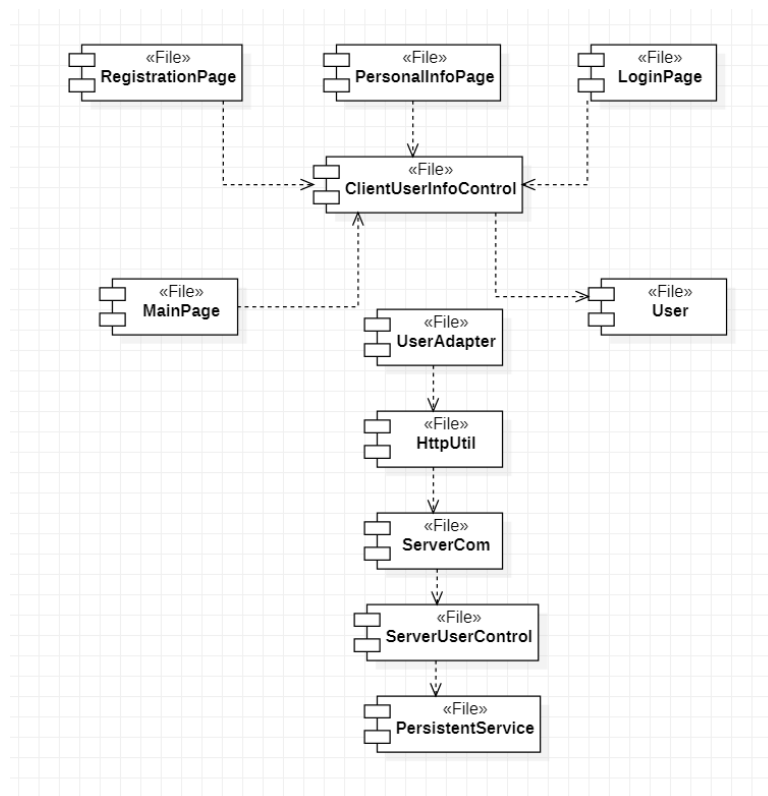 «File»
RegistrationPage
«File»
PersonalInfoPage
«File»
LoginPage
«File»
ClientUserInfoControl
«File»
MainPage
«File»
User
«File»
UserAdapter
«File»
HttpUtil
«File»
ServerCom
«File»
ServerUserControl
«File»
PersistentService